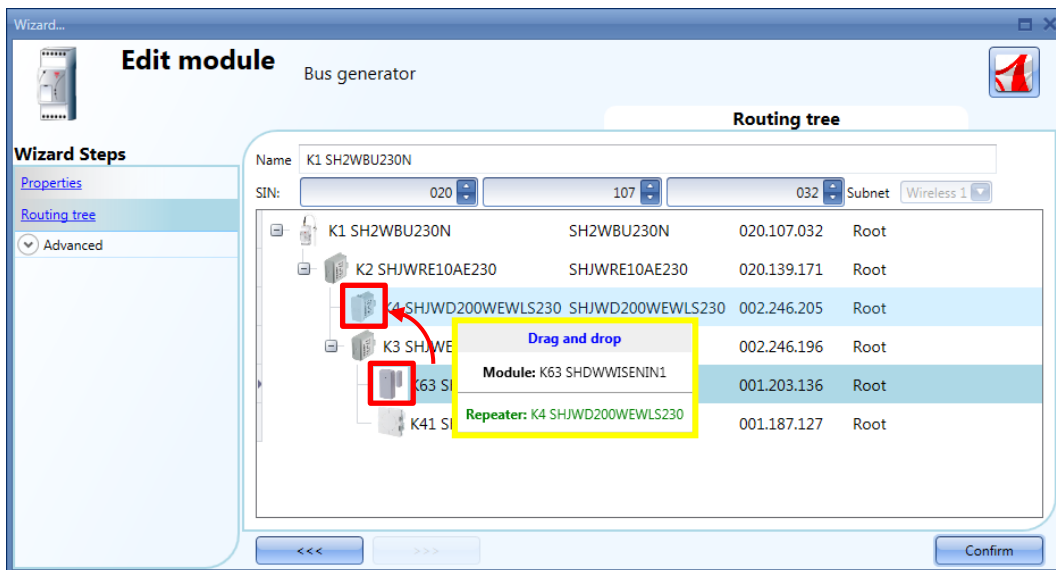 Wizard...
Edit module
Bus generator
Routing tree
Wizard Steps
Properties
Routing tree
Advanced
Name K1 SH2WBU230N
SIN: 020 107 032 Subnet Wireless 1
K1 SH2WBU230N SH2WBU230N 020.107.032 Root
K2 SHJWRE10AE230 SHJWRE10AE230 020.139.171 Root
K4 SHJWD200WEWLS230 SHJWD200WEWLS230 002.246.205 Root
K3 SHJWE 002.246.196 Root
K63 SH 001.203.136 Root
K41 SH 001.187.127 Root
Drag and drop
Module: K63 SHDWWISENIN1
Repeater: K4 SHJWD200WEWLS230
<<< >>> Confirm